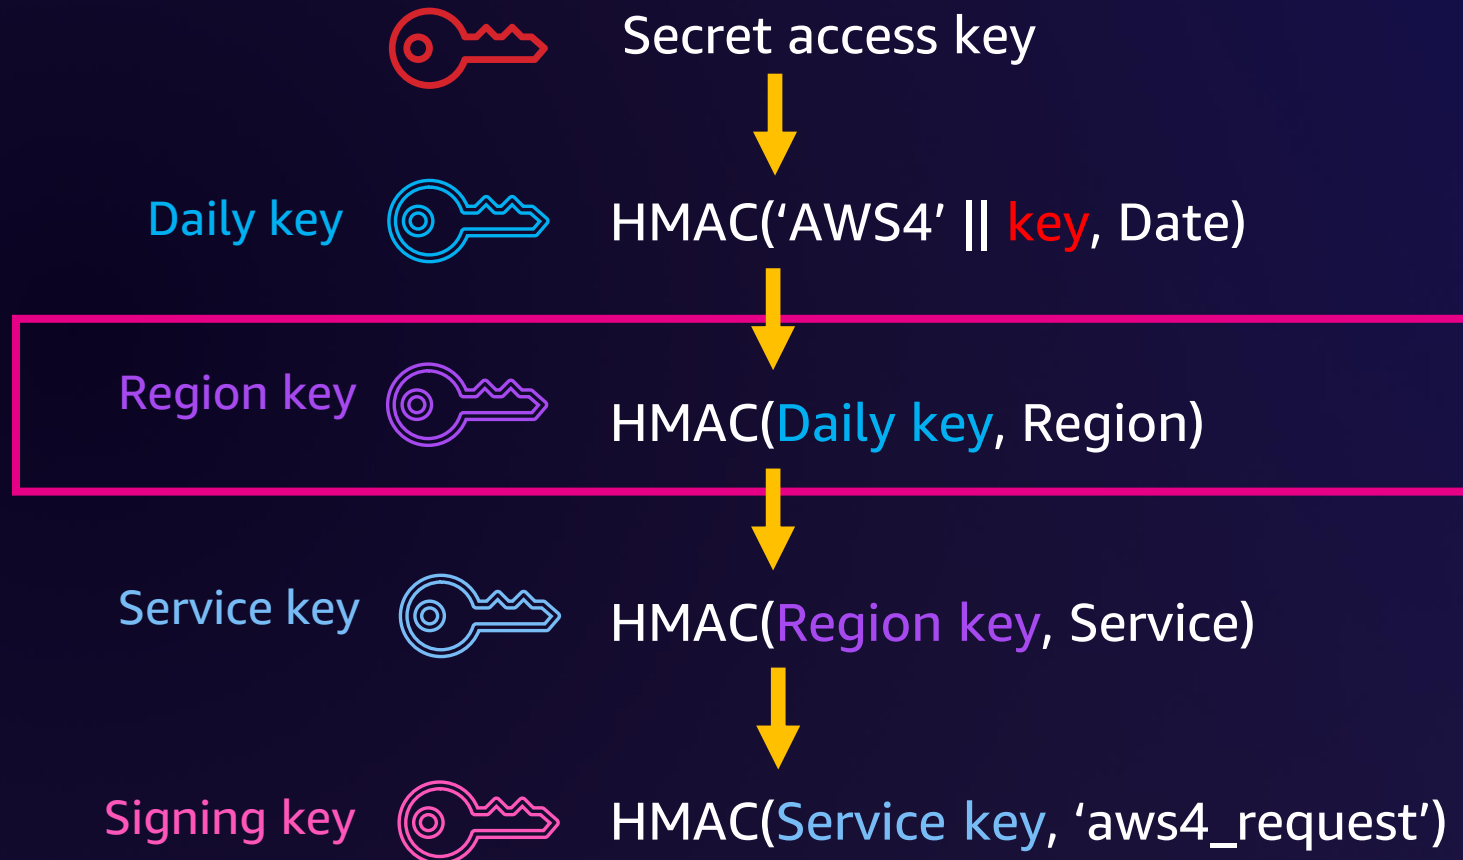 Secret access key
Daily key
HMAC(‘AWS4’ || key, Date)
Region key
HMAC(Daily key, Region)
Service key
HMAC(Region key, Service)
Signing key
HMAC(Service key, ‘aws4_request’)